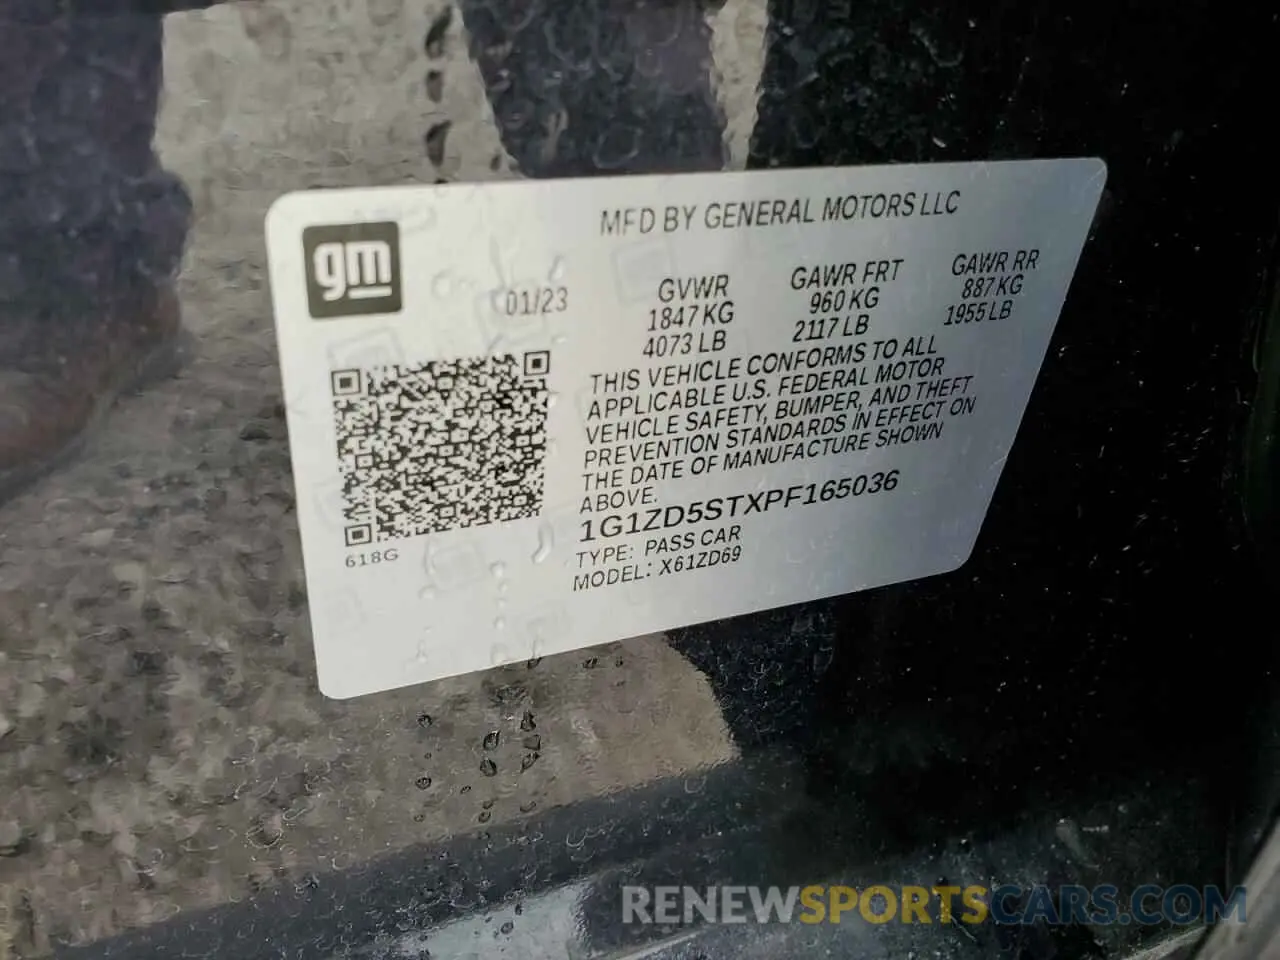 MFD BY GENERAL MOTORS LLC
gm
01/23
GVWR
1847 KG
4073 LB
GAWR FRT
960 KG
2117 LB
GAWR RR
887 KG
1955 LB
THIS VEHICLE CONFORMS TO ALL
APPLICABLE U.S. FEDERAL MOTOR
VEHICLE SAFETY, BUMPER, AND THEFT
PREVENTION STANDARDS IN EFFECT ON
THE DATE OF MANUFACTURE SHOWN
ABOVE.
1G1ZD5STXPF165036
TYPE: PASS CAR
MODEL: X61ZD69
618G
RENEWSPORTSCARS.COM